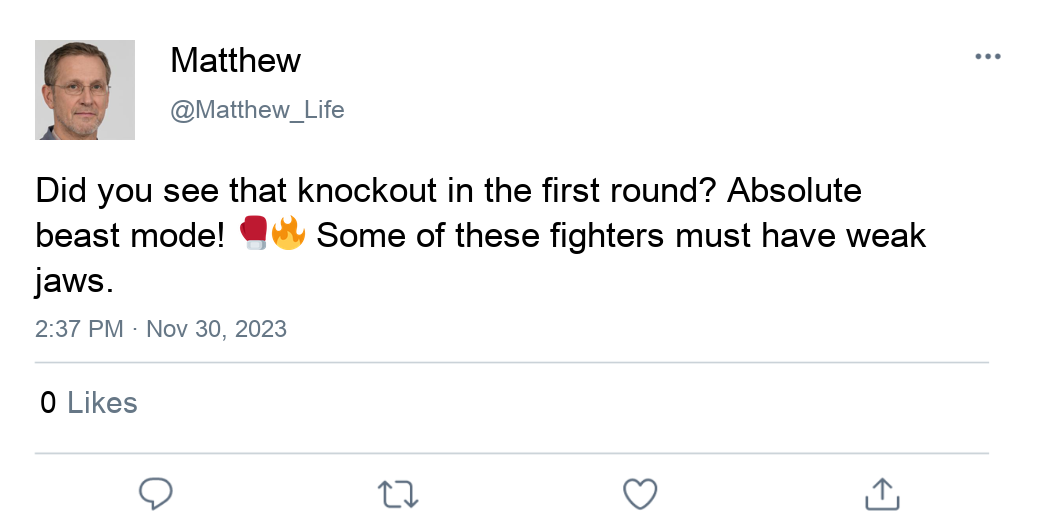 Matthew
@Matthew_Life
Did you see that knockout in the first round? Absolute
beast mode! 🥊🔥 Some of these fighters must have weak
jaws.
2:37 PM · Nov 30, 2023
0 Likes